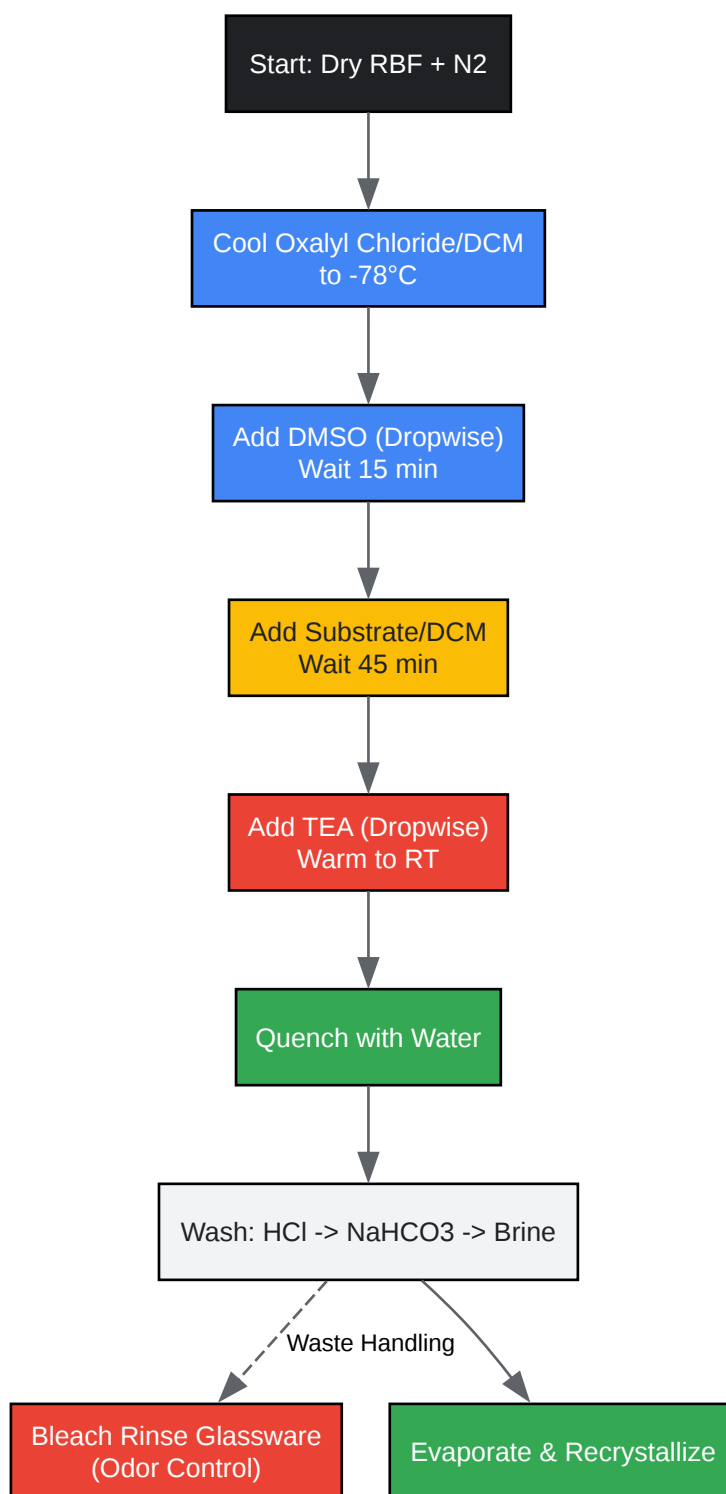 Start: Dry RBF + N2
Cool Oxalyl Chloride/DCM
to -78°C
Add DMSO (Dropwise)
Wait 15 min
Add Substrate/DCM
Wait 45 min
Add TEA (Dropwise)
Warm to RT
Quench with Water
Wash: HCl -> NaHCO3 -> Brine
Waste Handling
Bleach Rinse Glassware
(Odor Control)
Evaporate & Recrystallize